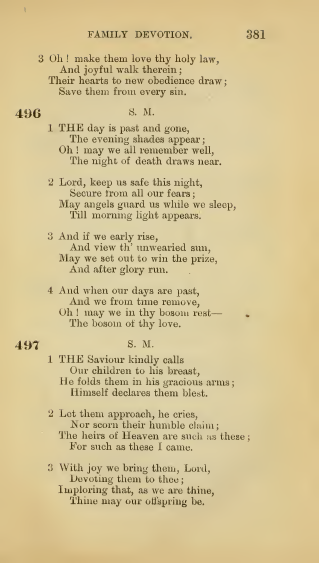 FAMILY DEVOTION. 381
3 Oh! make them love thy holy law,
And joyful walk therein;
Their hearts to new obedience draw;
Save them from every sin.
496 S. M.
1 THE day is past and gone,
The evening shades appear;
Oh! may we all remember well,
The night of death draws near.
2 Lord, keep us safe this night,
Secure from all our fears;
May angels guard us while we sleep,
Till morning light appears.
3 And if we early rise,
And view th' unwearied sun,
May we set out to win the prize,
And after glory run.
4 And when our days are past,
And we from time remove,
Oh! may we in thy bosom rest—
The bosom of thy love.
497 S. M.
1 THE Saviour kindly calls
Our children to his breast,
He folds them in his gracious arms;
Himself declares them blest.
2 Let them approach, he cries,
Nor scorn their humble claim;
The heirs of Heaven are such as these;
For such as these I came.
3 With joy we bring them, Lord,
Devoting them to thee;
Imploring that, as we are thine,
Thine may our offspring be.